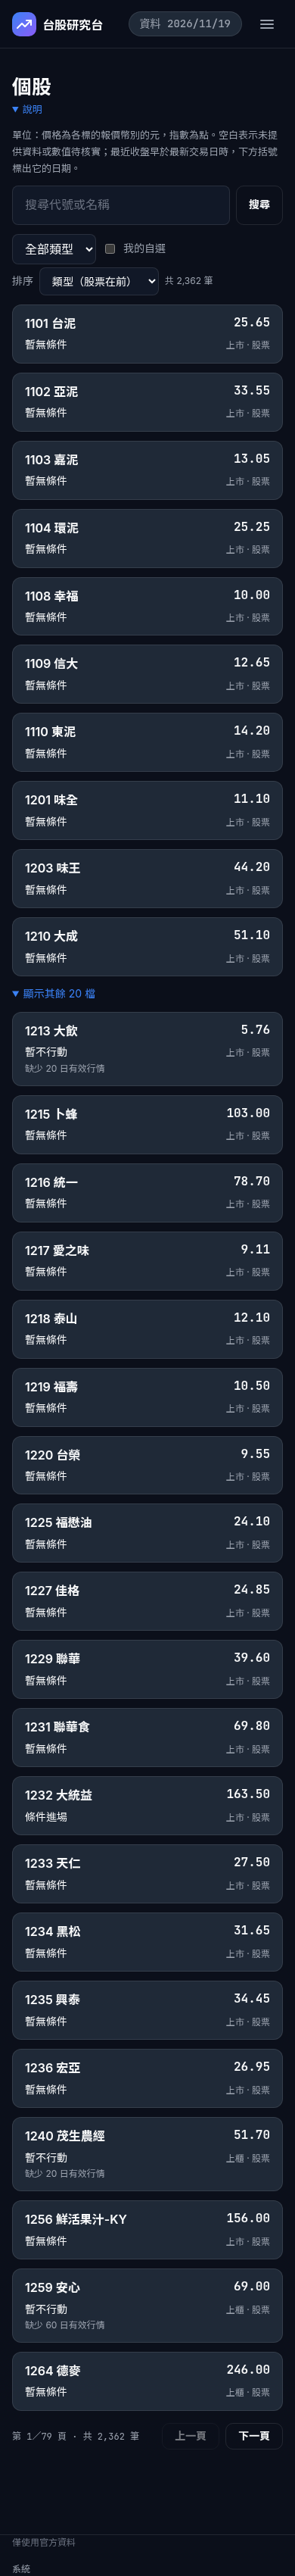 台股研究台
資料 2026/11/19
個股
▼ 說明
單位：價格為各標的報價幣別的元，指數為點。空白表示未提
供資料或數值待核實；最近收盤早於最新交易日時，下方括號
標出它的日期。
搜尋代號或名稱
搜尋
全部類型
我的自選
排序
類型（股票在前）
共 2,362 筆
1101 台泥
25.65
暫無條件
上市 · 股票
1102 亞泥
33.55
暫無條件
上市 · 股票
1103 嘉泥
13.05
暫無條件
上市 · 股票
1104 環泥
25.25
暫無條件
上市 · 股票
1108 幸福
10.00
暫無條件
上市 · 股票
1109 信大
12.65
暫無條件
上市 · 股票
1110 東泥
14.20
暫無條件
上市 · 股票
1201 味全
11.10
暫無條件
上市 · 股票
1203 味王
44.20
暫無條件
上市 · 股票
1210 大成
51.10
暫無條件
上市 · 股票
▼ 顯示其餘 20 檔
1213 大飲
5.76
暫不行動
上市 · 股票
缺少 20 日有效行情
1215 卜蜂
103.00
暫無條件
上市 · 股票
1216 統一
78.70
暫無條件
上市 · 股票
1217 愛之味
9.11
暫無條件
上市 · 股票
1218 泰山
12.10
暫無條件
上市 · 股票
1219 福壽
10.50
暫無條件
上市 · 股票
1220 台榮
9.55
暫無條件
上市 · 股票
1225 福懋油
24.10
暫無條件
上市 · 股票
1227 佳格
24.85
暫無條件
上市 · 股票
1229 聯華
39.60
暫無條件
上市 · 股票
1231 聯華食
69.80
暫無條件
上市 · 股票
1232 大統益
163.50
條件進場
上市 · 股票
1233 天仁
27.50
暫無條件
上市 · 股票
1234 黑松
31.65
暫無條件
上市 · 股票
1235 興泰
34.45
暫無條件
上市 · 股票
1236 宏亞
26.95
暫無條件
上市 · 股票
1240 茂生農經
51.70
暫不行動
上櫃 · 股票
缺少 20 日有效行情
1256 鮮活果汁-KY
156.00
暫無條件
上市 · 股票
1259 安心
69.00
暫不行動
上櫃 · 股票
缺少 60 日有效行情
1264 德麥
246.00
暫無條件
上櫃 · 股票
第 1／79 頁 · 共 2,362 筆
上一頁
下一頁
僅使用官方資料
系統